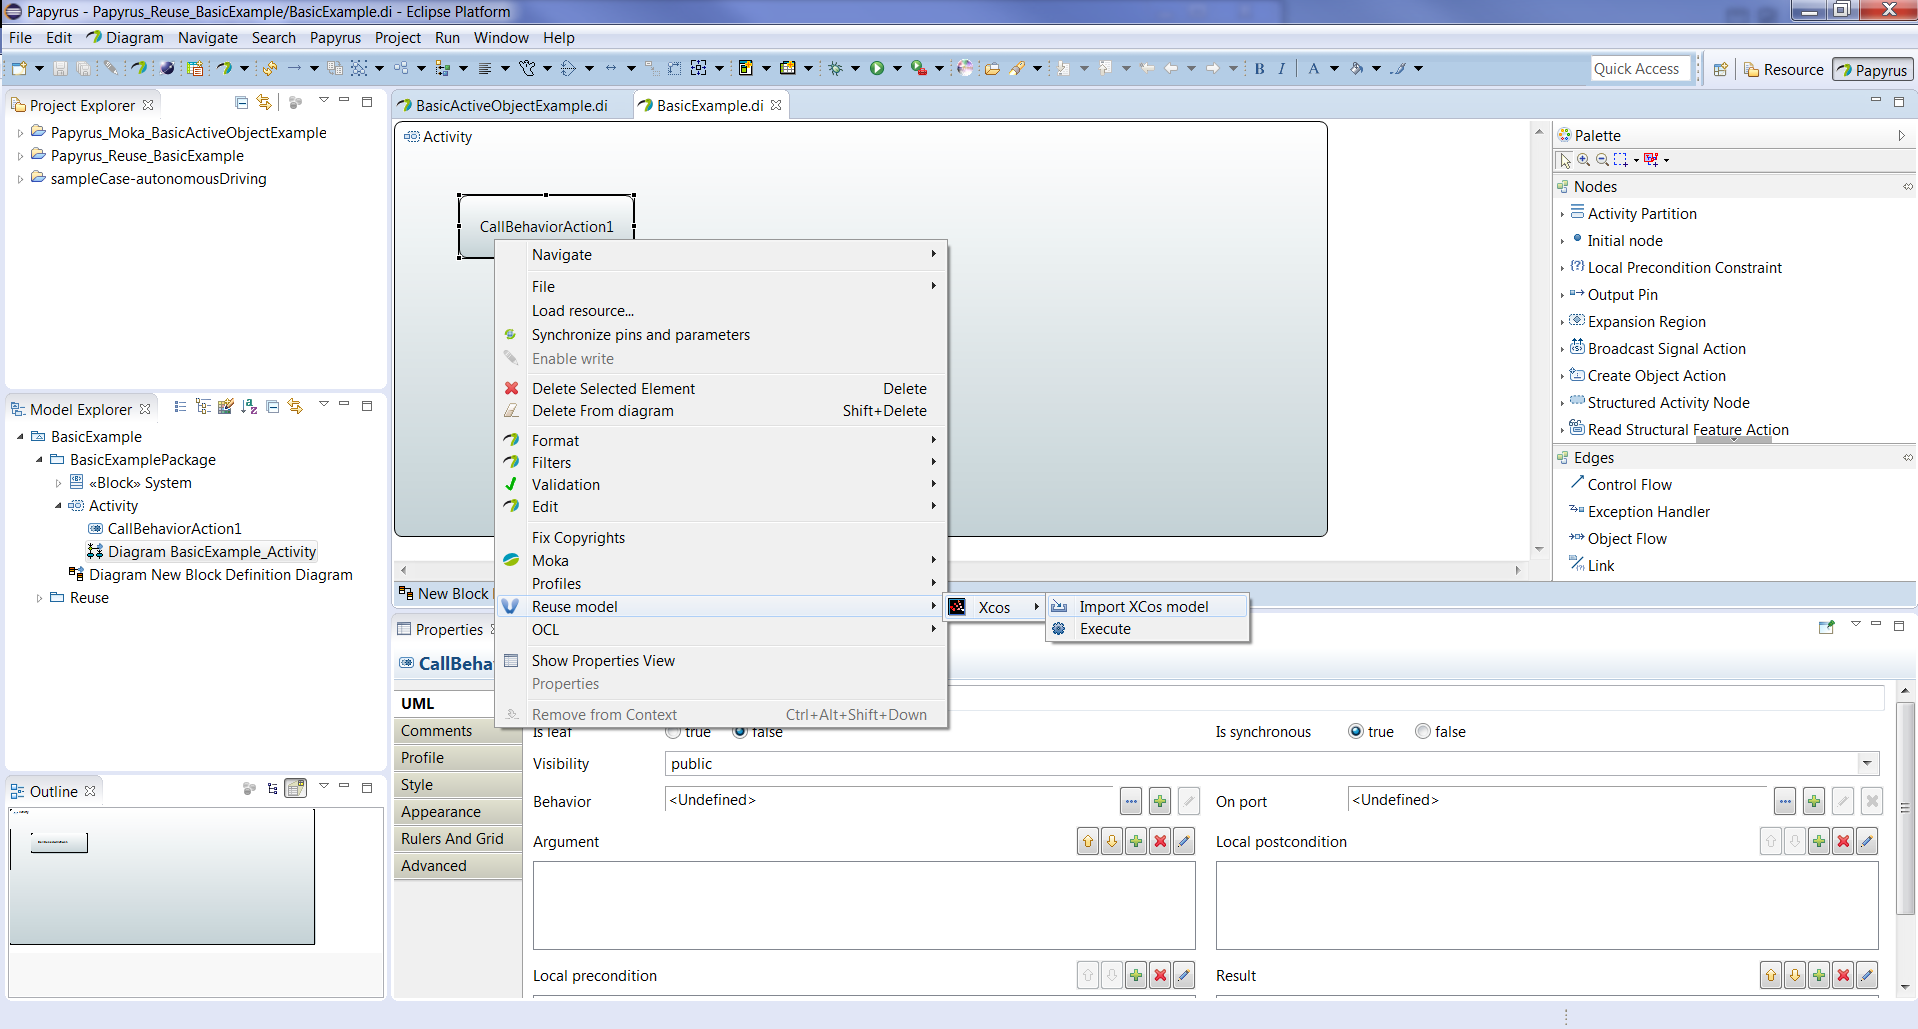 Papyrus - Papyrus_Reuse_BasicExample/BasicExample.di - Eclipse Platform
File Edit Diagram Navigate Search Papyrus Project Run Window Help
B I A Quick Access Resource Papyrus
Project Explorer
Papyrus_Moka_BasicActiveObjectExample
Papyrus_Reuse_BasicExample
sampleCase-autonomousDriving
Model Explorer
BasicExample
BasicExamplePackage
«Block» System
Activity
CallBehaviorAction1
Diagram BasicExample_Activity
Diagram New Block Definition Diagram
Reuse
Outline
BasicActiveObjectExample.di BasicExample.di
Activity
CallBehaviorAction1
Navigate
File
Load resource...
Synchronize pins and parameters
Enable write
Delete Selected Element Delete
Delete From diagram Shift+Delete
Format
Filters
Validation
Edit
Fix Copyrights
Moka
Profiles
Reuse model
OCL
Show Properties View
Properties
Remove from Context Ctrl+Alt+Shift+Down
Xcos
Import XCos model
Execute
Palette
Nodes
Activity Partition
Initial node
Local Precondition Constraint
Output Pin
Expansion Region
Broadcast Signal Action
Create Object Action
Structured Activity Node
Read Structural Feature Action
Edges
Control Flow
Exception Handler
Object Flow
Link
New Block
Properties
CallBeha
UML
Comments
Profile
Style
Appearance
Rulers And Grid
Advanced
Is leaf true false Is synchronous true false
Visibility public
Behavior <Undefined> On port <Undefined>
Argument Local postcondition
Local precondition Result